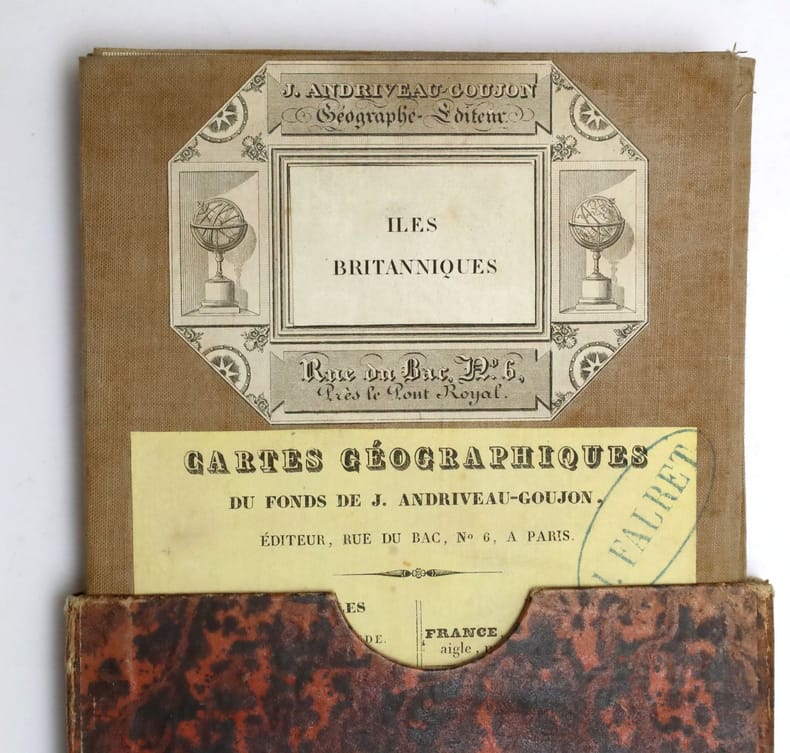 J. ANDRIVEAU-GOUJON
Géographe-Editeur.
ILES
BRITANNIQUES
Rue du Bac, Nº 6,
Près le Pont Royal.
CARTES GÉOGRAPHIQUES
DU FONDS DE J. ANDRIVEAU-GOUJON,
ÉDITEUR, RUE DU BAC, Nº 6, A PARIS.
J. FALRET
FRANCE,
aigle,